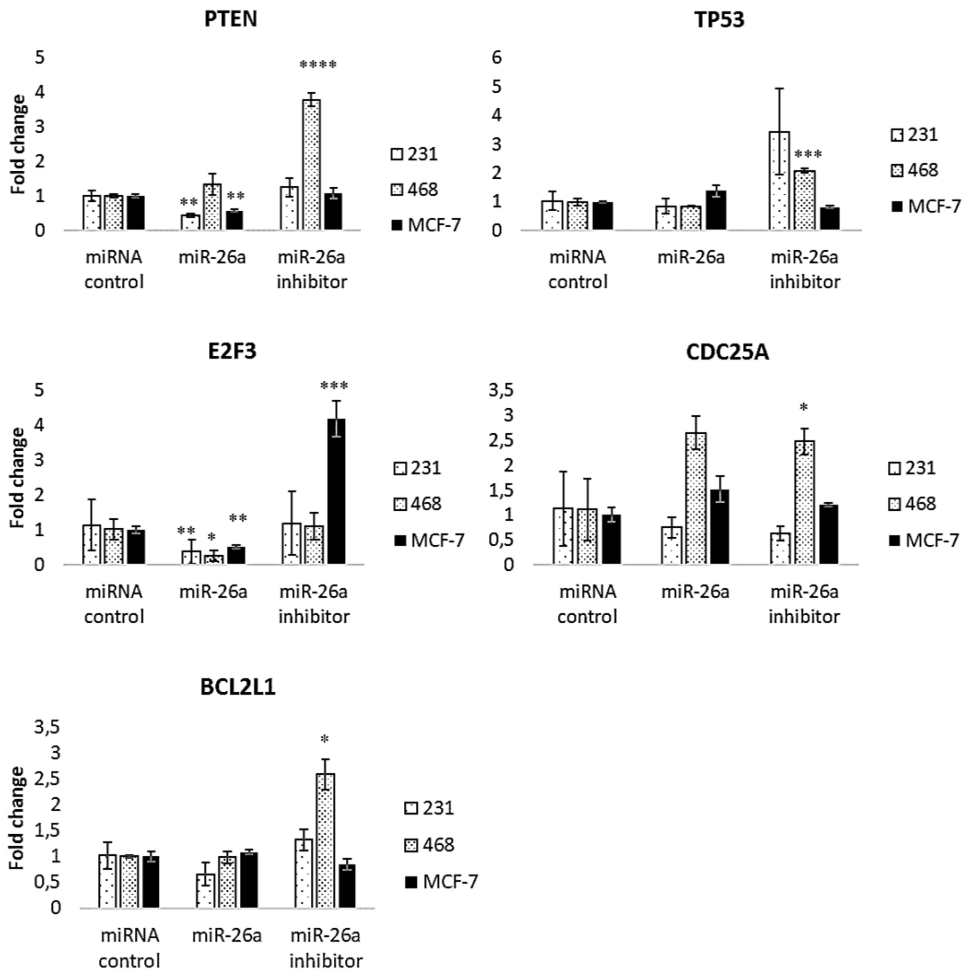 PTEN
Fold change
5
4
3
2
1
0
****
** **
miRNA control
miR-26a
miR-26a inhibitor
231
468
MCF-7
TP53
6
5
4
3
2
1
0
***
miRNA control
miR-26a
miR-26a inhibitor
231
468
MCF-7
E2F3
Fold change
5
4
3
2
1
0
***
** * **
miRNA control
miR-26a
miR-26a inhibitor
231
468
MCF-7
CDC25A
3,5
3
2,5
2
1,5
1
0,5
0
*
miRNA control
miR-26a
miR-26a inhibitor
231
468
MCF-7
BCL2L1
Fold change
3,5
3
2,5
2
1,5
1
0,5
0
*
miRNA control
miR-26a
miR-26a inhibitor
231
468
MCF-7